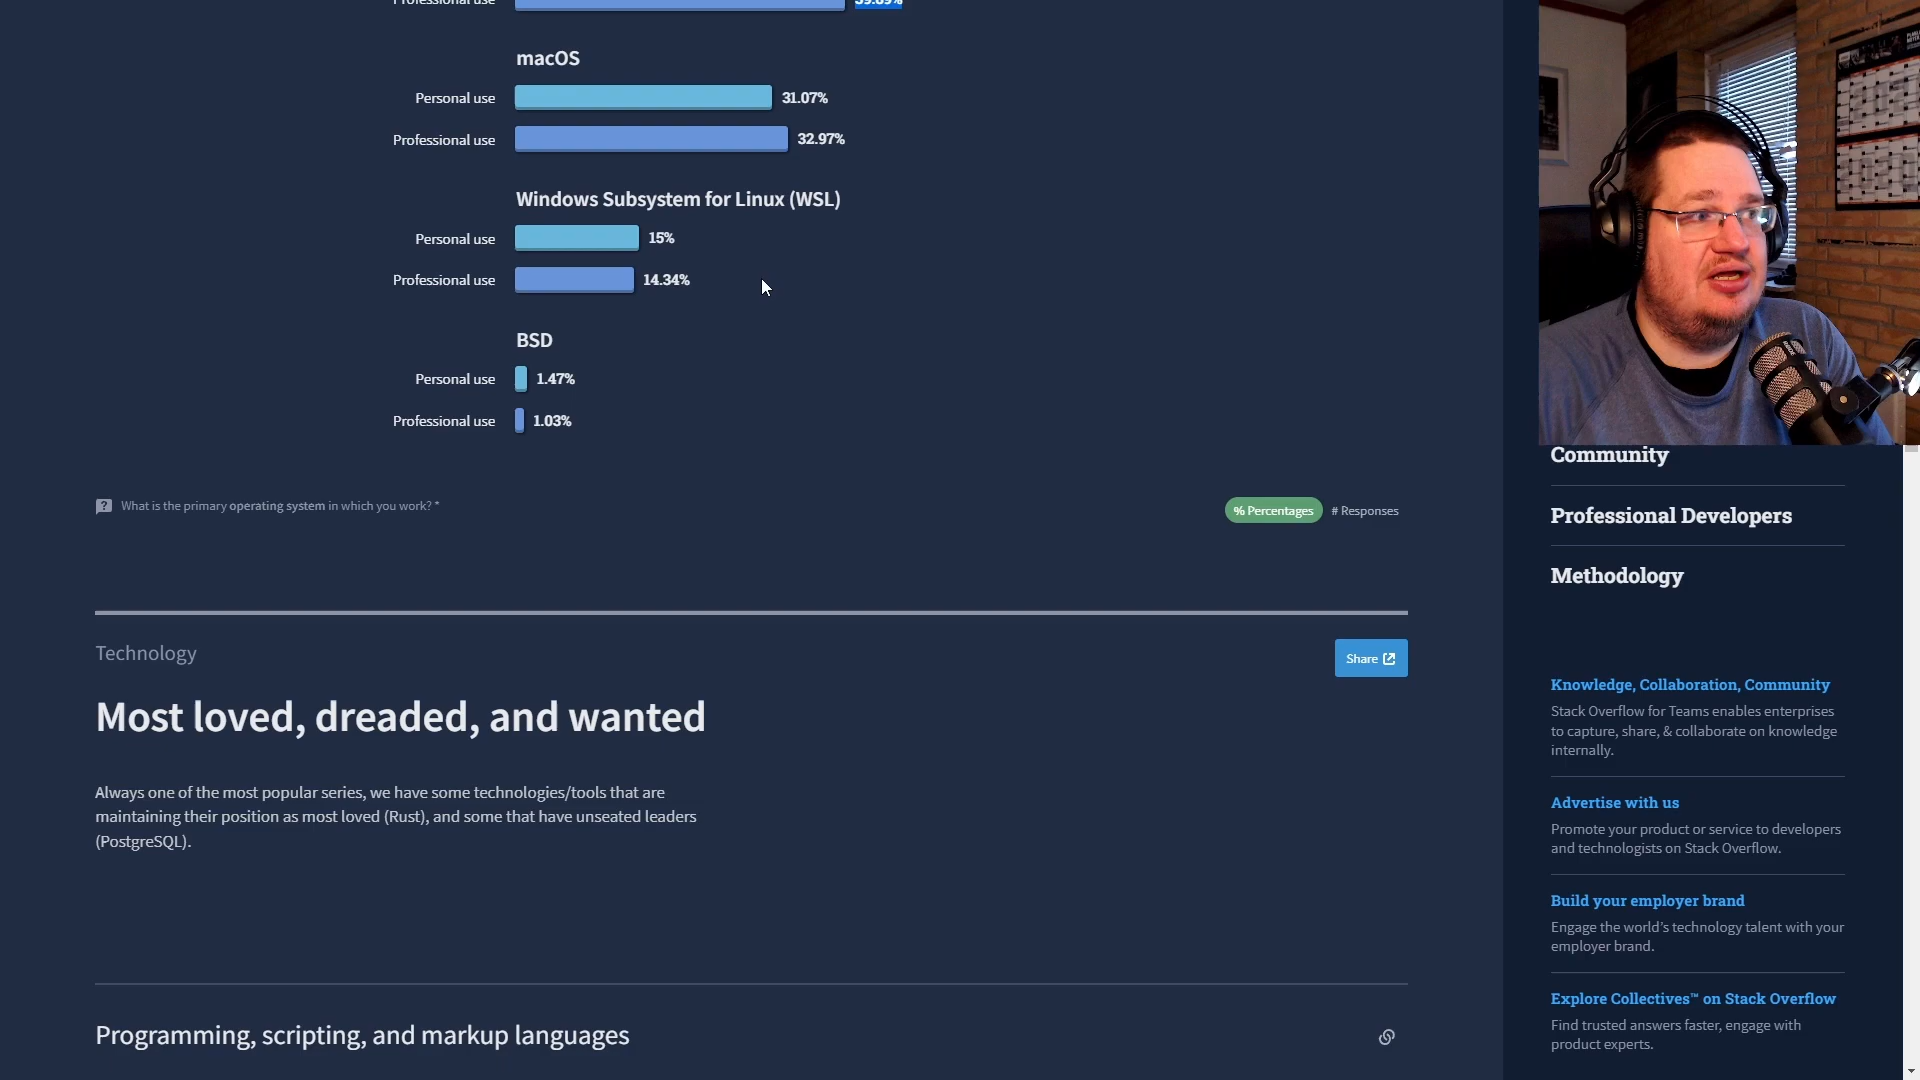 Professional use
39.89%
macOS
Personal use
31.07%
Professional use
32.97%
Windows Subsystem for Linux (WSL)
Personal use
15%
Professional use
14.34%
BSD
Personal use
1.47%
Professional use
1.03%
What is the primary operating system in which you work? *
% Percentages
# Responses
Technology
Share
Most loved, dreaded, and wanted
Always one of the most popular series, we have some technologies/tools that are
maintaining their position as most loved (Rust), and some that have unseated leaders
(PostgreSQL).
Programming, scripting, and markup languages
Community
Professional Developers
Methodology
Knowledge, Collaboration, Community
Stack Overflow for Teams enables enterprises
to capture, share, & collaborate on knowledge
internally.
Advertise with us
Promote your product or service to developers
and technologists on Stack Overflow.
Build your employer brand
Engage the world's technology talent with your
employer brand.
Explore Collectives™ on Stack Overflow
Find trusted answers faster, engage with
product experts.